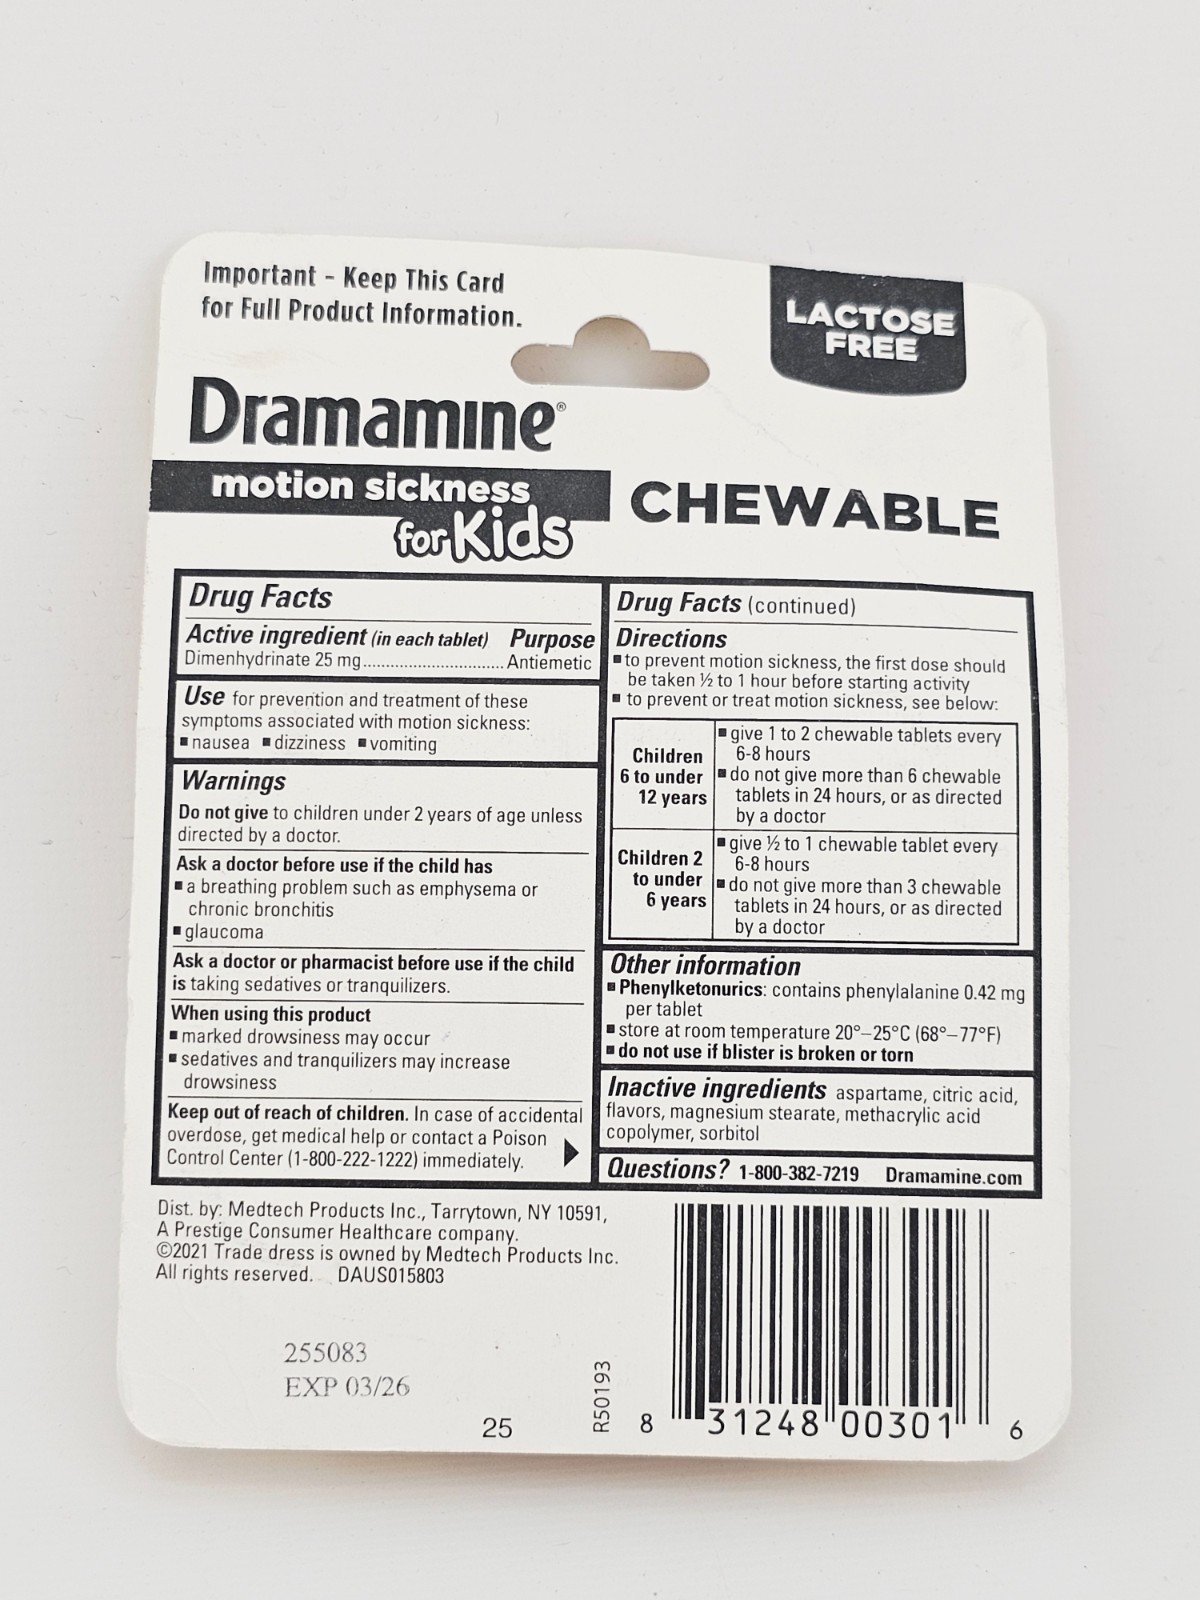 Important - Keep This Card
for Full Product Information.
LACTOSE
FREE
Dramamine®
motion sickness
for Kids
CHEWABLE
Drug Facts
Active ingredient (in each tablet) Purpose
Dimenhydrinate 25 mg.............................. Antiemetic
Use for prevention and treatment of these
symptoms associated with motion sickness:
▪ nausea ▪ dizziness ▪ vomiting
Warnings
Do not give to children under 2 years of age unless
directed by a doctor.
Ask a doctor before use if the child has
▪ a breathing problem such as emphysema or
chronic bronchitis
▪ glaucoma
Ask a doctor or pharmacist before use if the child
is taking sedatives or tranquilizers.
When using this product
▪ marked drowsiness may occur
▪ sedatives and tranquilizers may increase
drowsiness
Keep out of reach of children. In case of accidental
overdose, get medical help or contact a Poison
Control Center (1-800-222-1222) immediately.
Drug Facts (continued)
Directions
▪ to prevent motion sickness, the first dose should
be taken ½ to 1 hour before starting activity
▪ to prevent or treat motion sickness, see below:
Children
6 to under
12 years
▪ give 1 to 2 chewable tablets every
6-8 hours
▪ do not give more than 6 chewable
tablets in 24 hours, or as directed
by a doctor
Children 2
to under
6 years
▪ give ½ to 1 chewable tablet every
6-8 hours
▪ do not give more than 3 chewable
tablets in 24 hours, or as directed
by a doctor
Other information
▪ Phenylketonurics: contains phenylalanine 0.42 mg
per tablet
▪ store at room temperature 20°–25°C (68°–77°F)
▪ do not use if blister is broken or torn
Inactive ingredients aspartame, citric acid,
flavors, magnesium stearate, methacrylic acid
copolymer, sorbitol
Questions? 1-800-382-7219 Dramamine.com
Dist. by: Medtech Products Inc., Tarrytown, NY 10591,
A Prestige Consumer Healthcare company.
©2021 Trade dress is owned by Medtech Products Inc.
All rights reserved. DAUS015803
255083
EXP 03/26
25
R50193
8 31248 00301 6